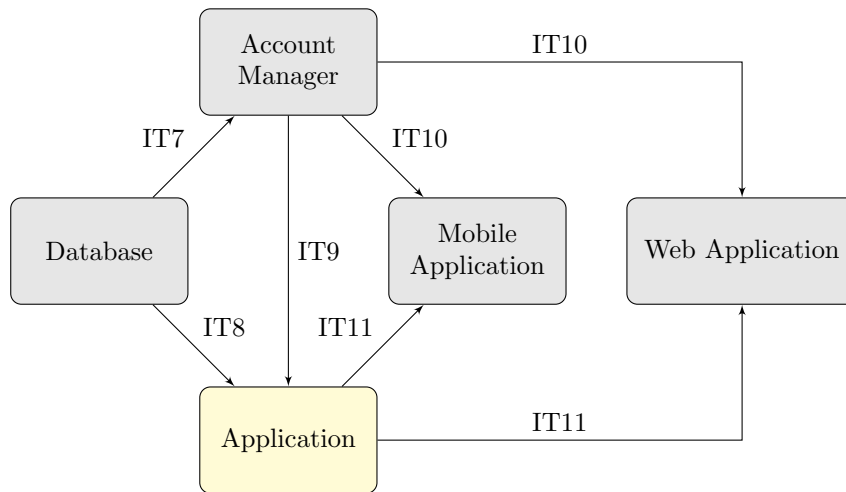 Account
Manager
IT10
IT7
IT10
Database
IT9
Mobile
Application
Web Application
IT8
IT11
Application
IT11